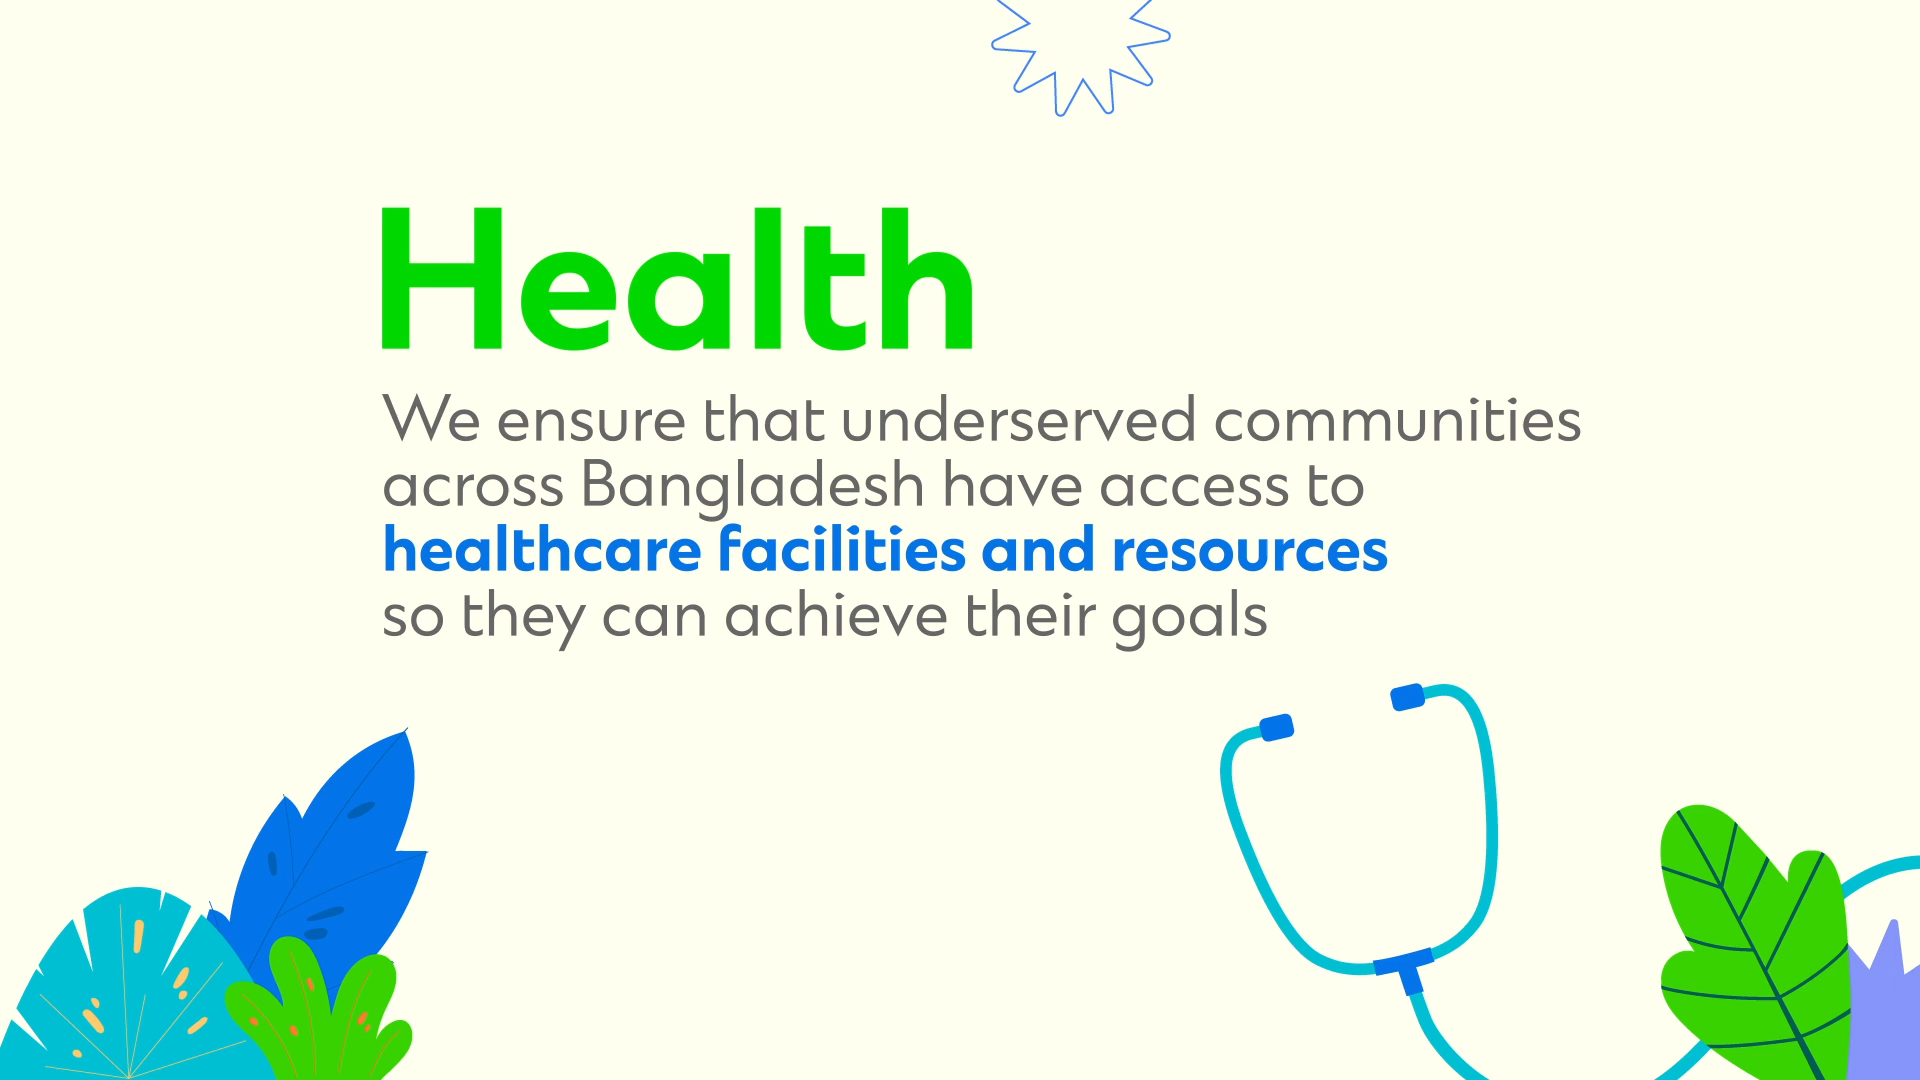 Health
We ensure that underserved communities
across Bangladesh have access to
healthcare facilities and resources
so they can achieve their goals